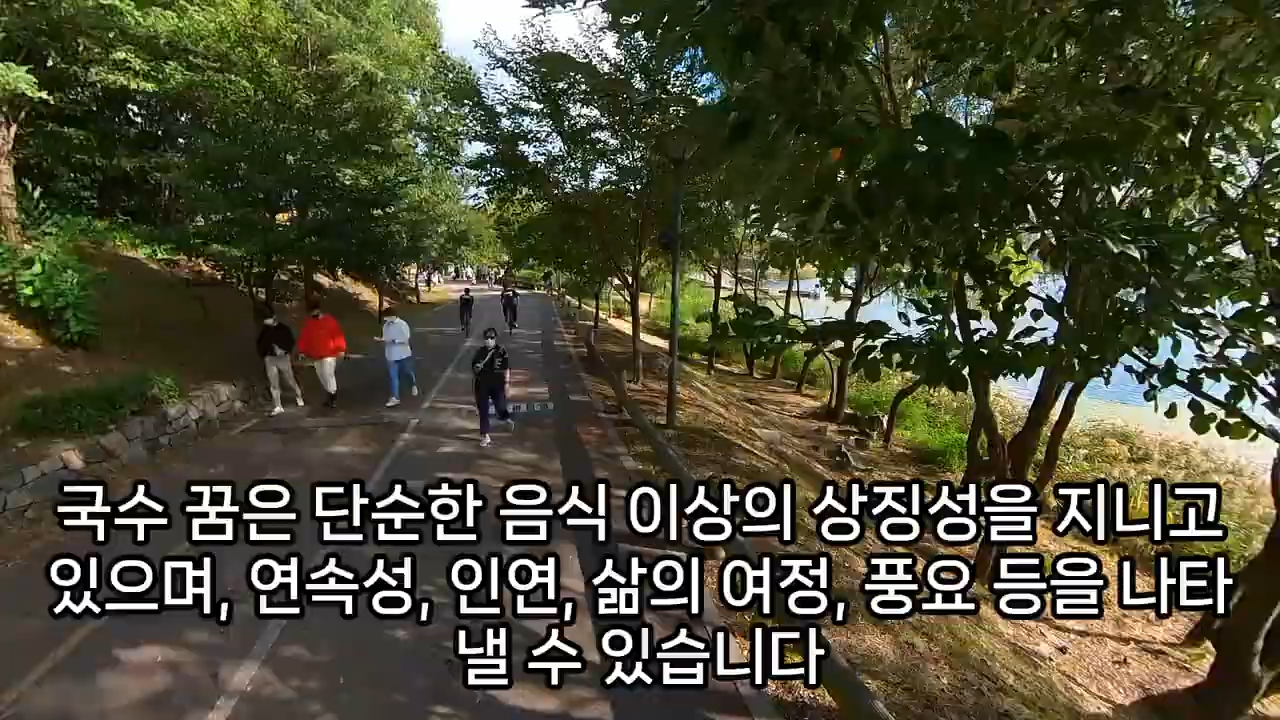 국수 꿈은 단순한 음식 이상의 상징성을 지니고
있으며, 연속성, 인연, 삶의 여정, 풍요 등을 나타
낼 수 있습니다